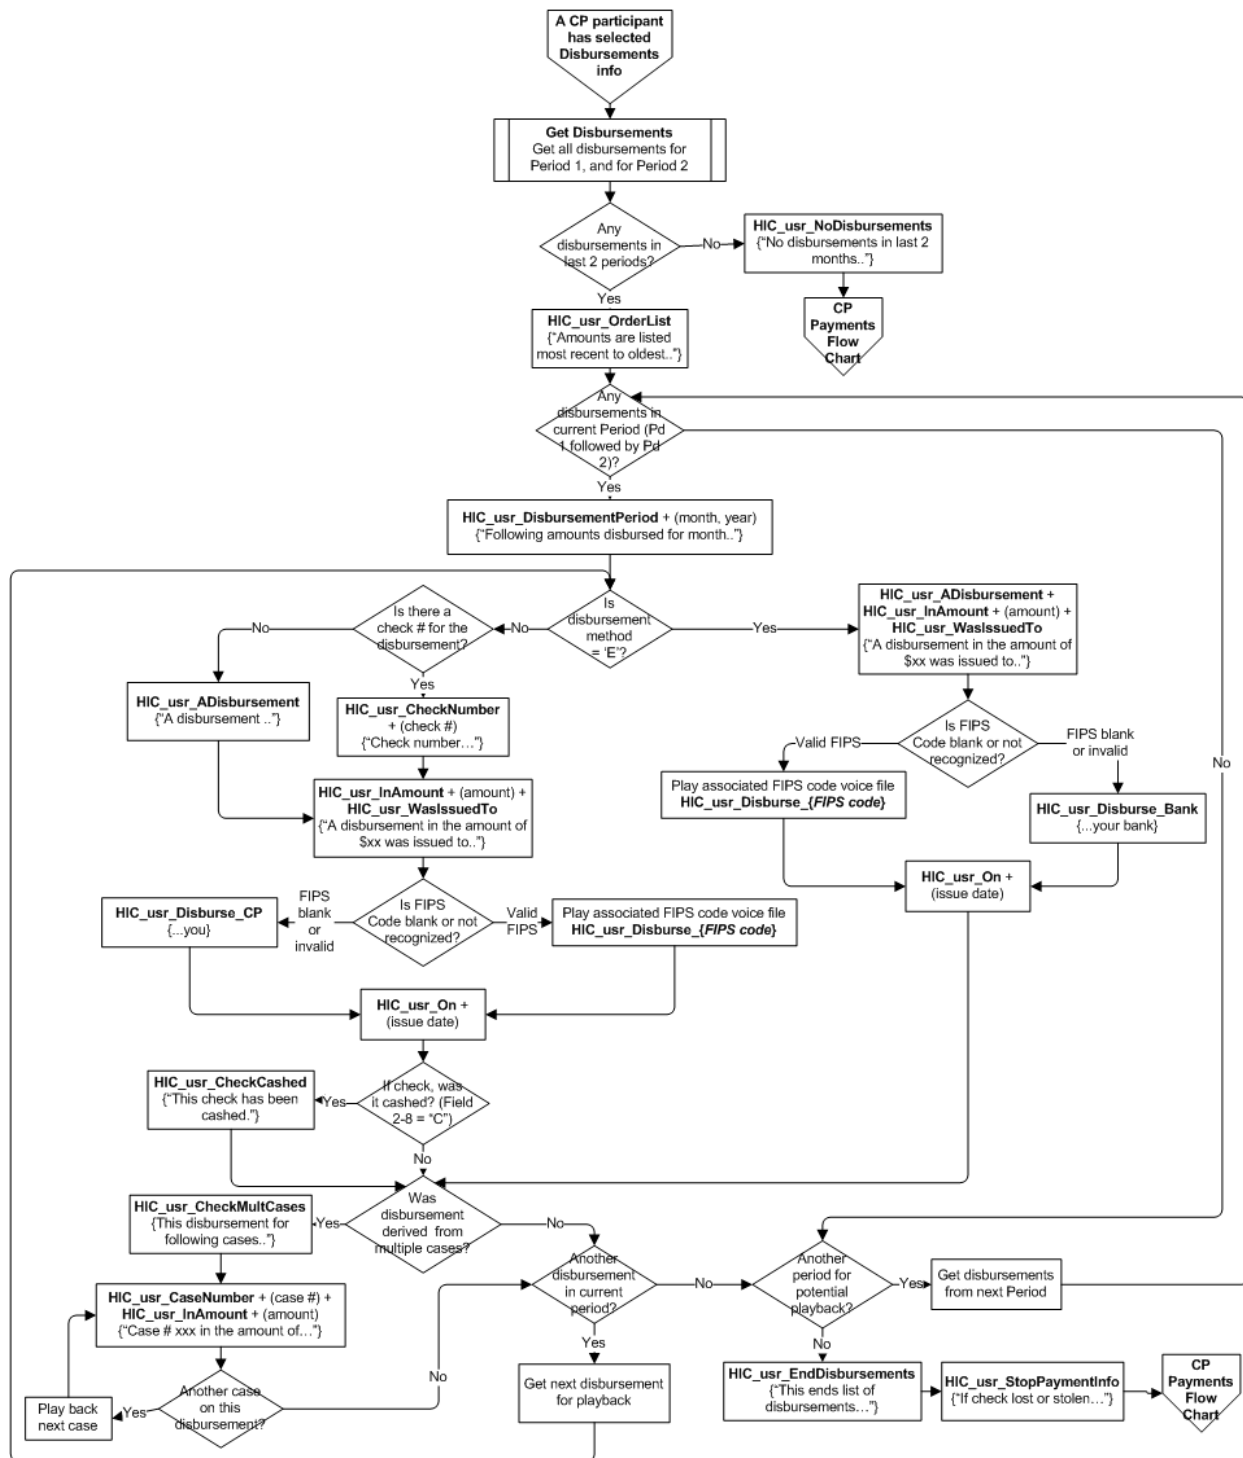 A CP participant
has selected
Disbursements
info
Get Disbursements
Get all disbursements for
Period 1, and for Period 2
Any
disbursements in
last 2 periods?
No
HIC_usr_NoDisbursements
{“No disbursements in last 2
months..”}
Yes
CP
Payments
Flow
Chart
HIC_usr_OrderList
{“Amounts are listed
most recent to oldest..”}
Any
disbursements in
current Period (Pd
1 followed by Pd
2)?
Yes
No
HIC_usr_DisbursementPeriod + (month, year)
{“Following amounts disbursed for month..”}
Is
disbursement
method
= ‘E’?
No
Yes
Is there a
check # for the
disbursement?
No
Yes
HIC_usr_ADisbursement +
HIC_usr_InAmount + (amount) +
HIC_usr_WasIssuedTo
{“A disbursement in the amount of
$xx was issued to..”}
HIC_usr_ADisbursement
{“A disbursement ..”}
HIC_usr_CheckNumber
+ (check #)
{“Check number…”}
Is FIPS
Code blank or not
recognized?
Valid FIPS
FIPS blank
or invalid
Play associated FIPS code voice file
HIC_usr_Disburse_{FIPS code}
HIC_usr_Disburse_Bank
{...your bank}
HIC_usr_InAmount + (amount) +
HIC_usr_WasIssuedTo
{“A disbursement in the amount of
$xx was issued to..”}
HIC_usr_On +
(issue date)
Is FIPS
Code blank or not
recognized?
FIPS
blank
or
invalid
Valid
FIPS
HIC_usr_Disburse_CP
{...you}
Play associated FIPS code voice file
HIC_usr_Disburse_{FIPS code}
HIC_usr_On +
(issue date)
If check, was
it cashed? (Field
2-8 = “C”)
Yes
No
HIC_usr_CheckCashed
{“This check has been
cashed.”}
Was
disbursement
derived from
multiple cases?
Yes
No
HIC_usr_CheckMultCases
{This disbursement for
following cases..”}
HIC_usr_CaseNumber + (case #) +
HIC_usr_InAmount + (amount)
{“Case # xxx in the amount of…”}
Another case
on this
disbursement?
Yes
No
Play back
next case
Another
disbursement
in current
period?
No
Yes
Get next disbursement
for playback
Another
period for
potential
playback?
Yes
No
Get disbursements
from next Period
HIC_usr_EndDisbursements
{“This ends list of
disbursements…”}
HIC_usr_StopPaymentInfo
{“If check lost or stolen…”}
CP
Payments
Flow
Chart